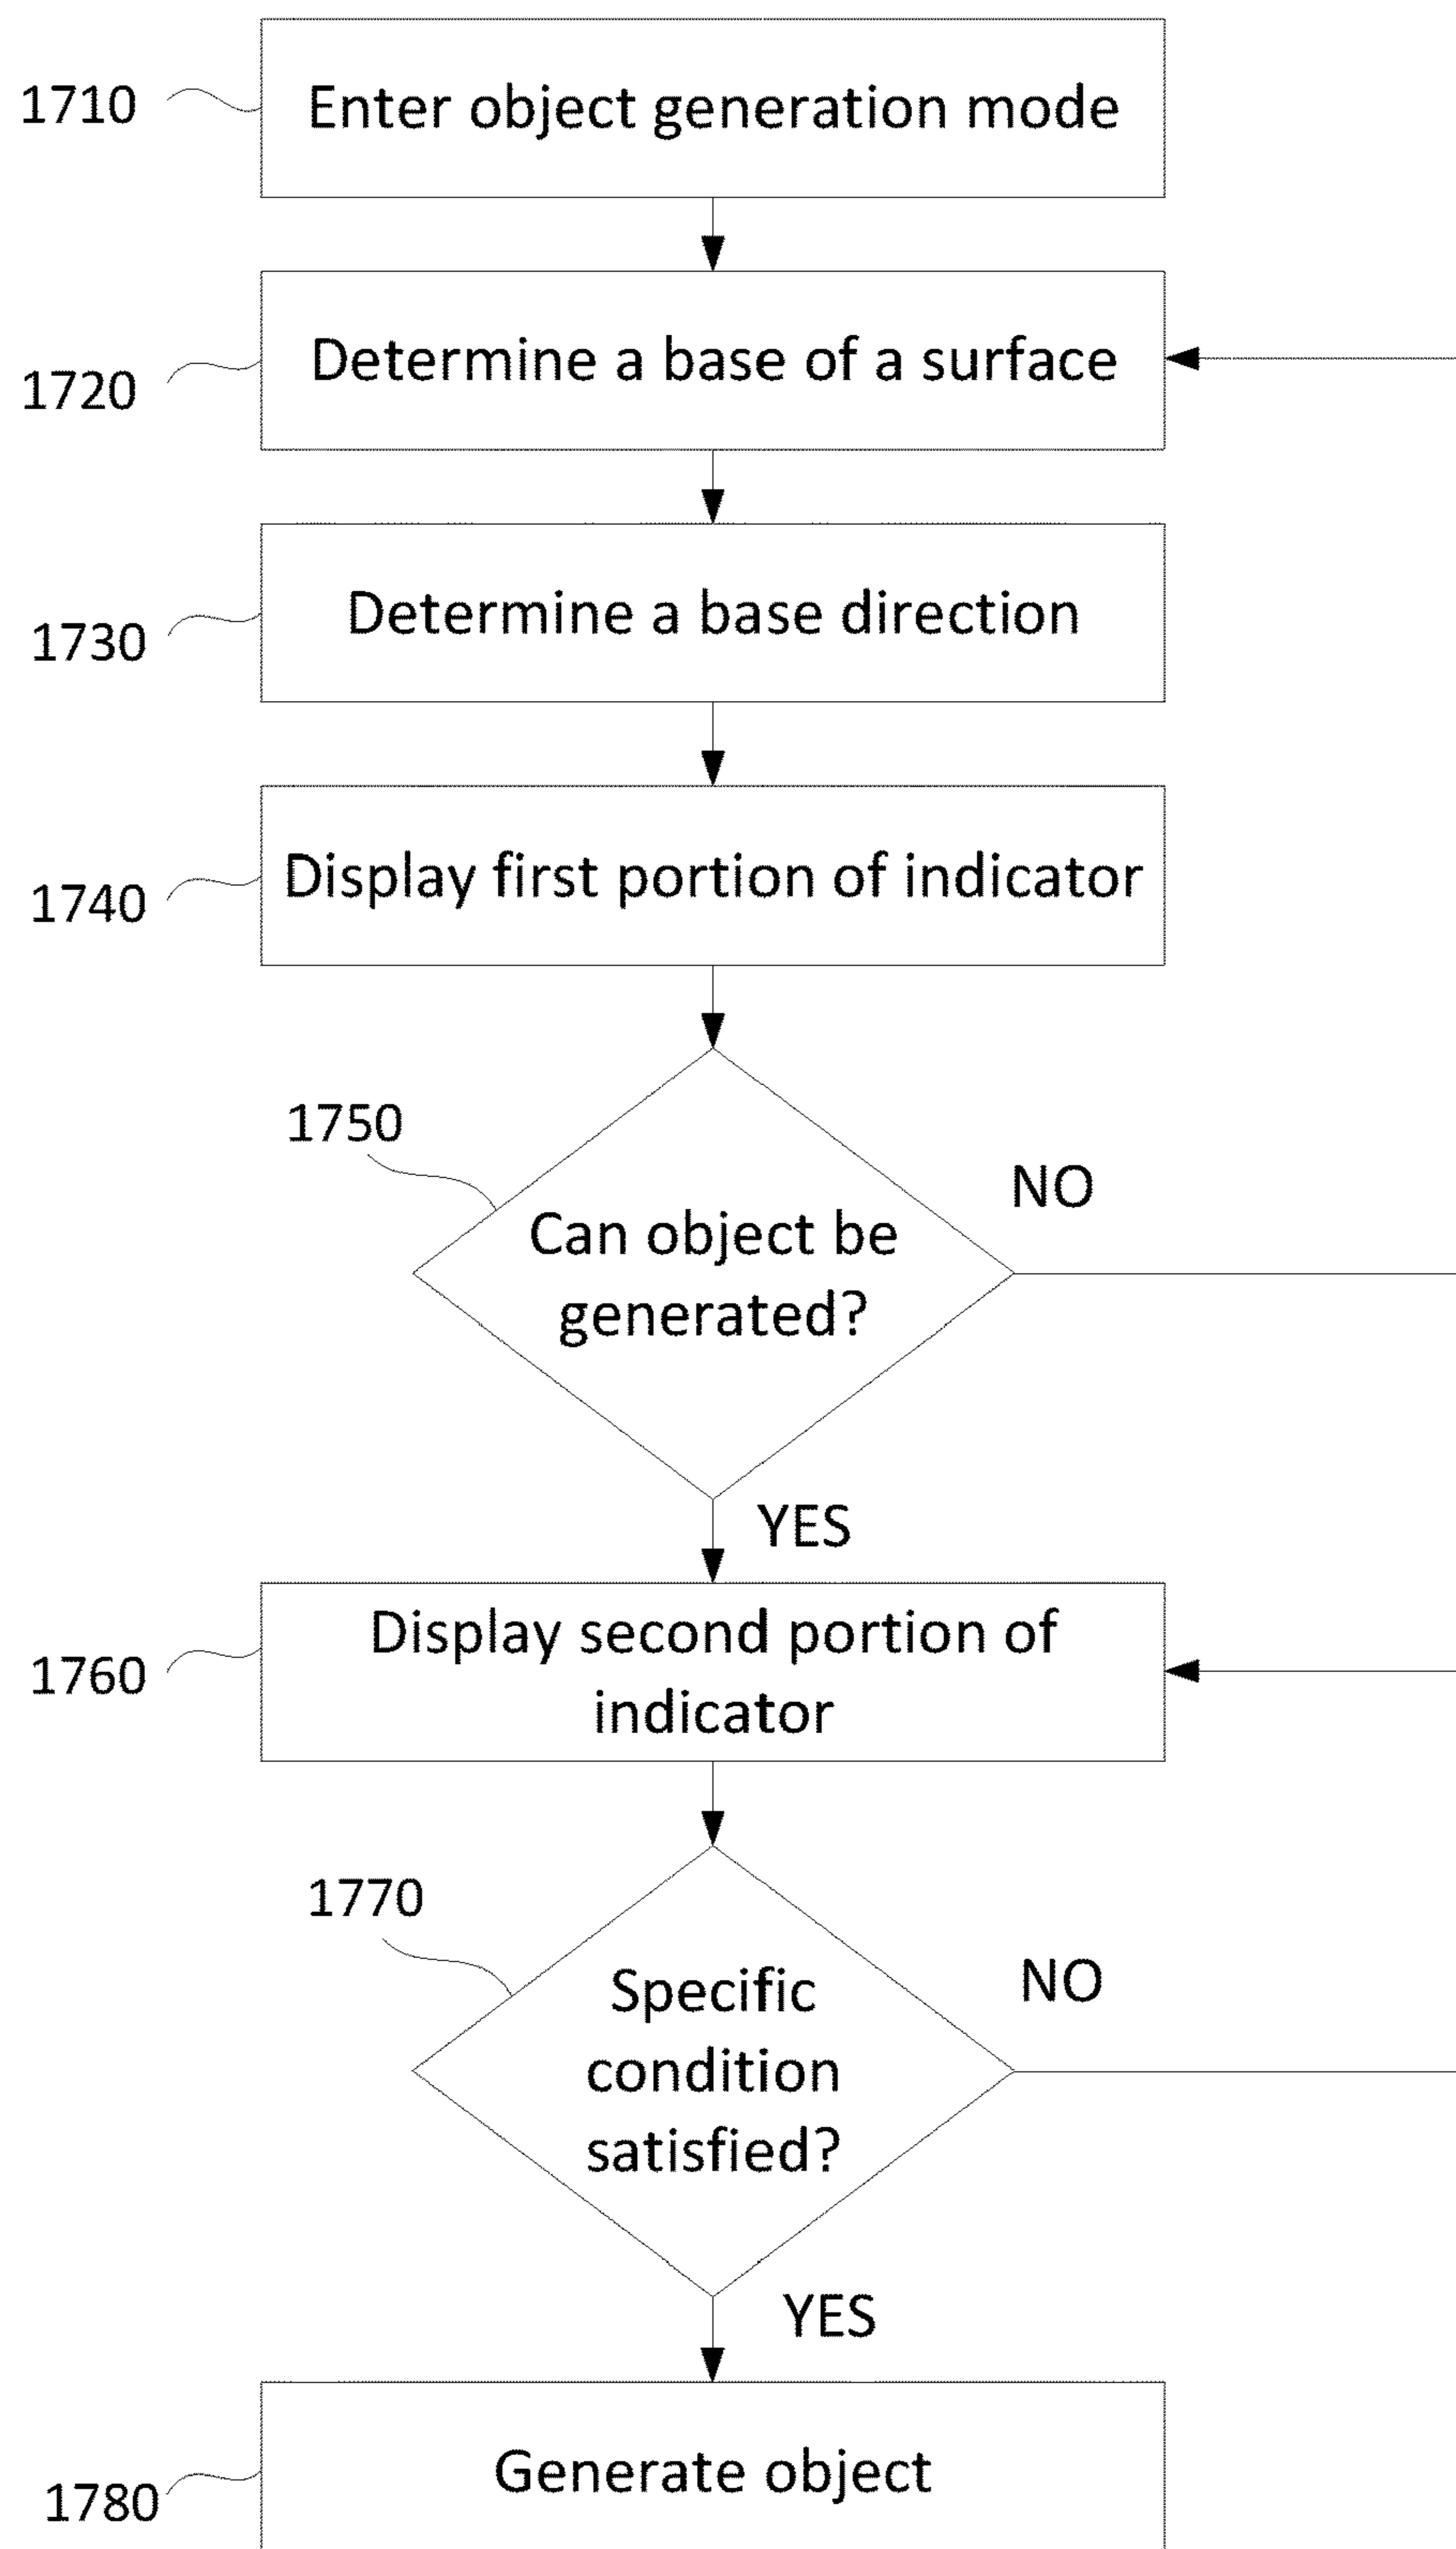 1710
Enter object generation mode
1720
Determine a base of a surface
1730
Determine a base direction
1740
Display first portion of indicator
1750
NO
Can object be
generated?
YES
1760
Display second portion of
indicator
1770
NO
Specific
condition
satisfied?
YES
1780
Generate object